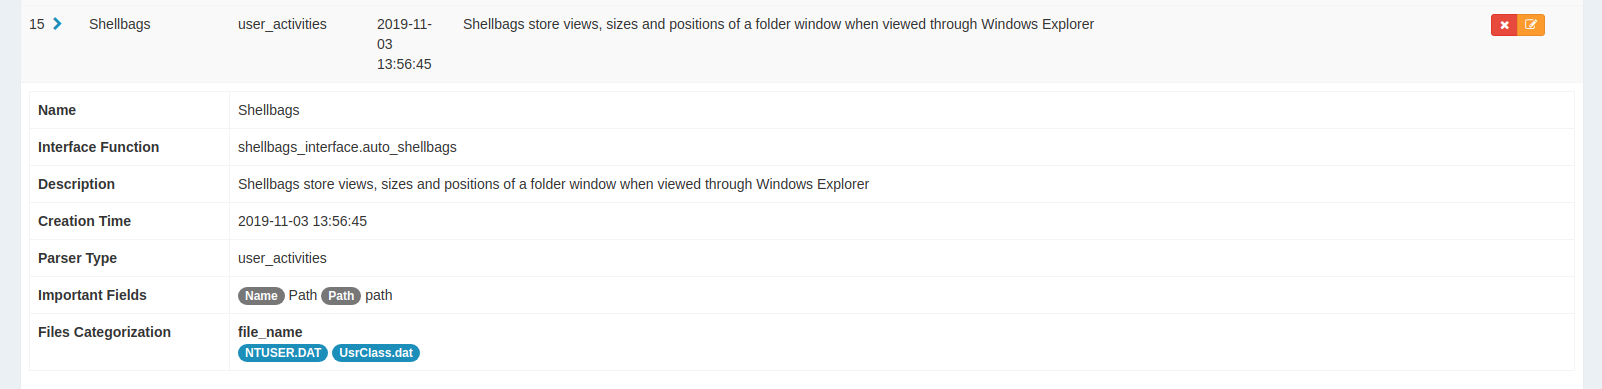 15 Shellbags user_activities 2019-11- Shellbags store views, sizes and positions of a folder window when viewed through Windows Explorer
03
13:56:45
Name Shellbags
Interface Function shellbags_interface.auto_shellbags
Description Shellbags store views, sizes and positions of a folder window when viewed through Windows Explorer
Creation Time 2019-11-03 13:56:45
Parser Type user_activities
Important Fields Name Path Path path
Files Categorization file_name
NTUSER.DAT UsrClass.dat